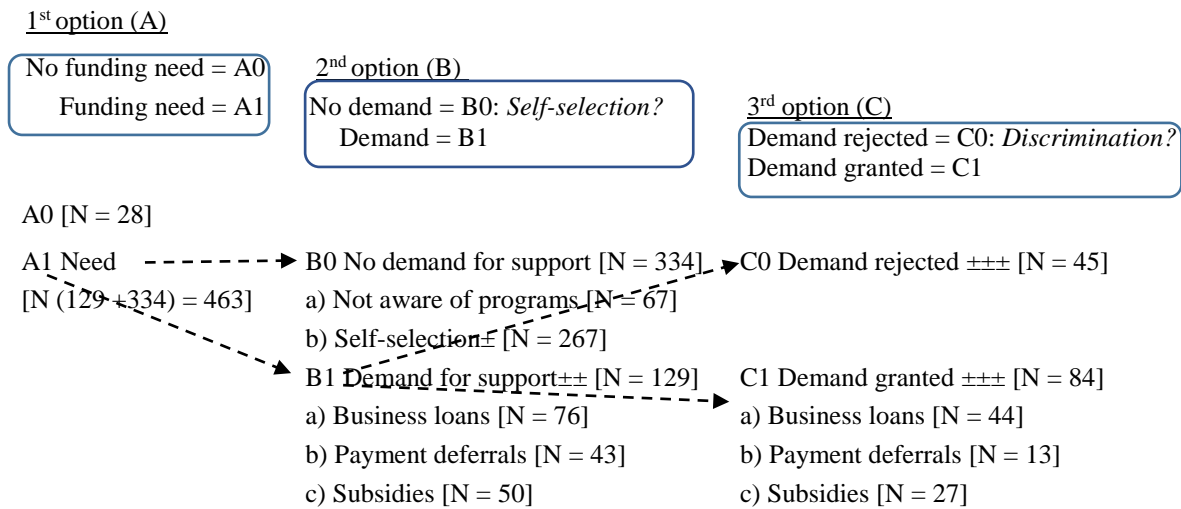 1st option (A)
No funding need = A0
Funding need = A1
2nd option (B)
No demand = B0: Self-selection?
Demand = B1
3rd option (C)
Demand rejected = C0: Discrimination?
Demand granted = C1
A0 [N = 28]
A1 Need
[N (129 +334) = 463]
B0 No demand for support [N = 334]
a) Not aware of programs [N = 67]
b) Self-selection± [N = 267]
B1 Demand for support±± [N = 129]
a) Business loans [N = 76]
b) Payment deferrals [N = 43]
c) Subsidies [N = 50]
C0 Demand rejected ±±± [N = 45]
C1 Demand granted ±±± [N = 84]
a) Business loans [N = 44]
b) Payment deferrals [N = 13]
c) Subsidies [N = 27]